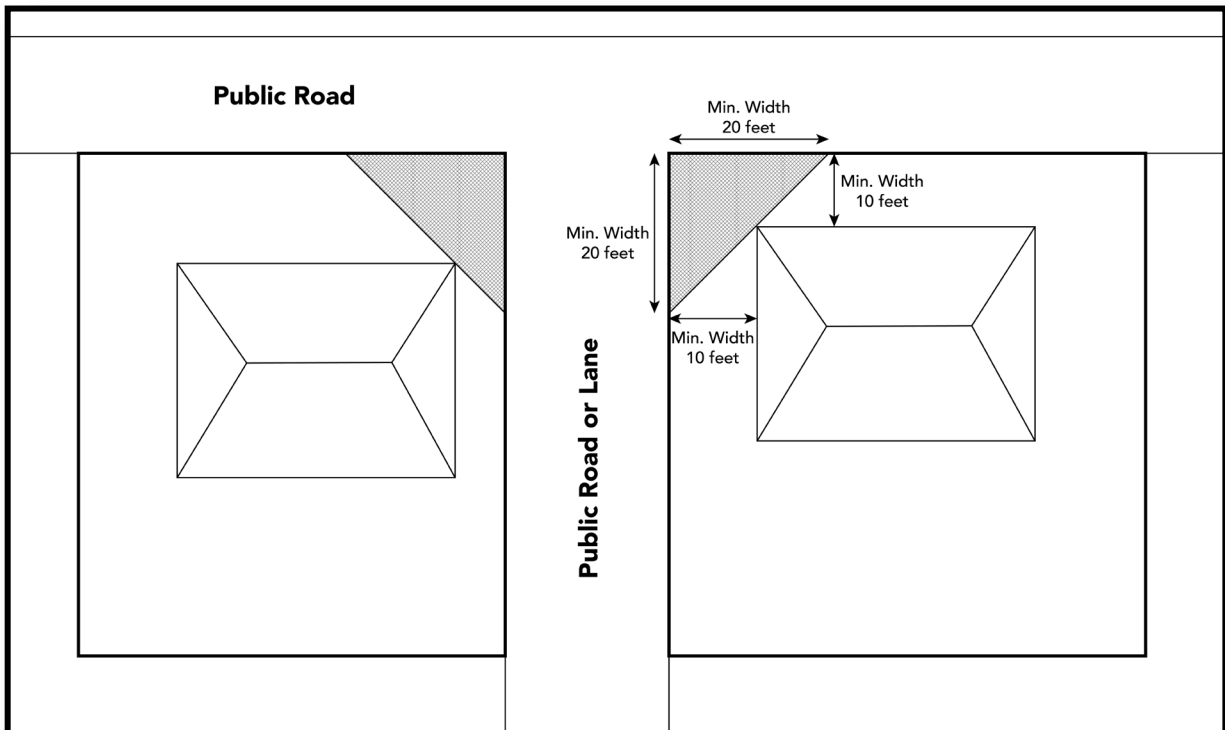 Public Road
Min. Width
20 feet
Min. Width
10 feet
Min. Width
20 feet
Min. Width
10 feet
Public Road or Lane